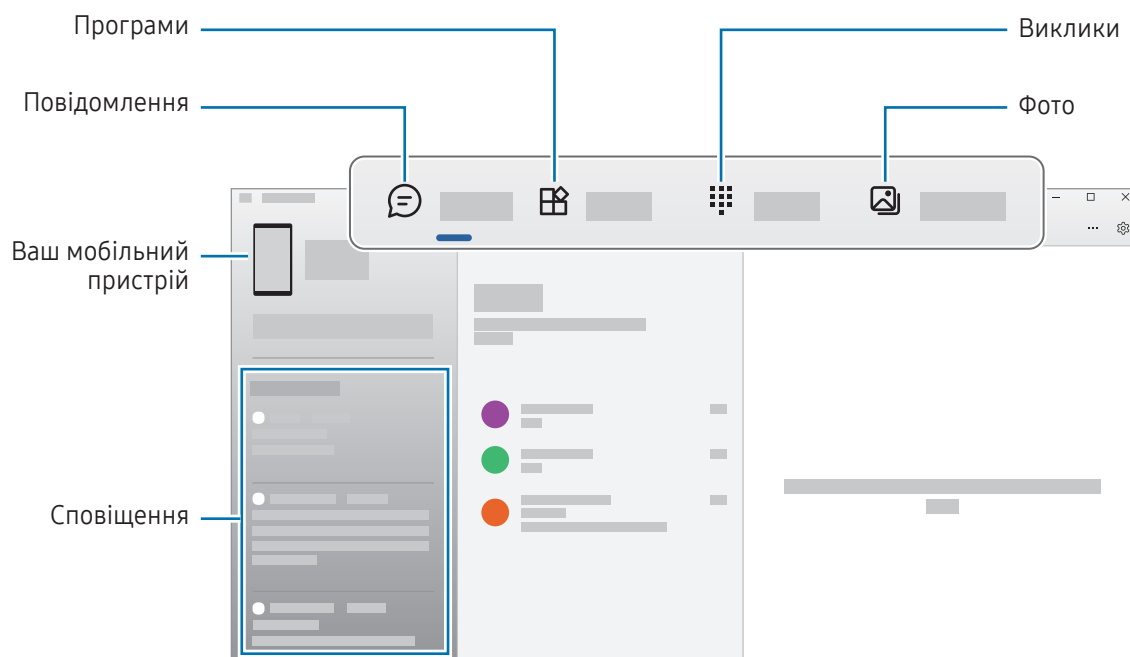 Програми
Виклики
Повідомлення
Фото
Ваш мобільний
пристрій
Сповіщення